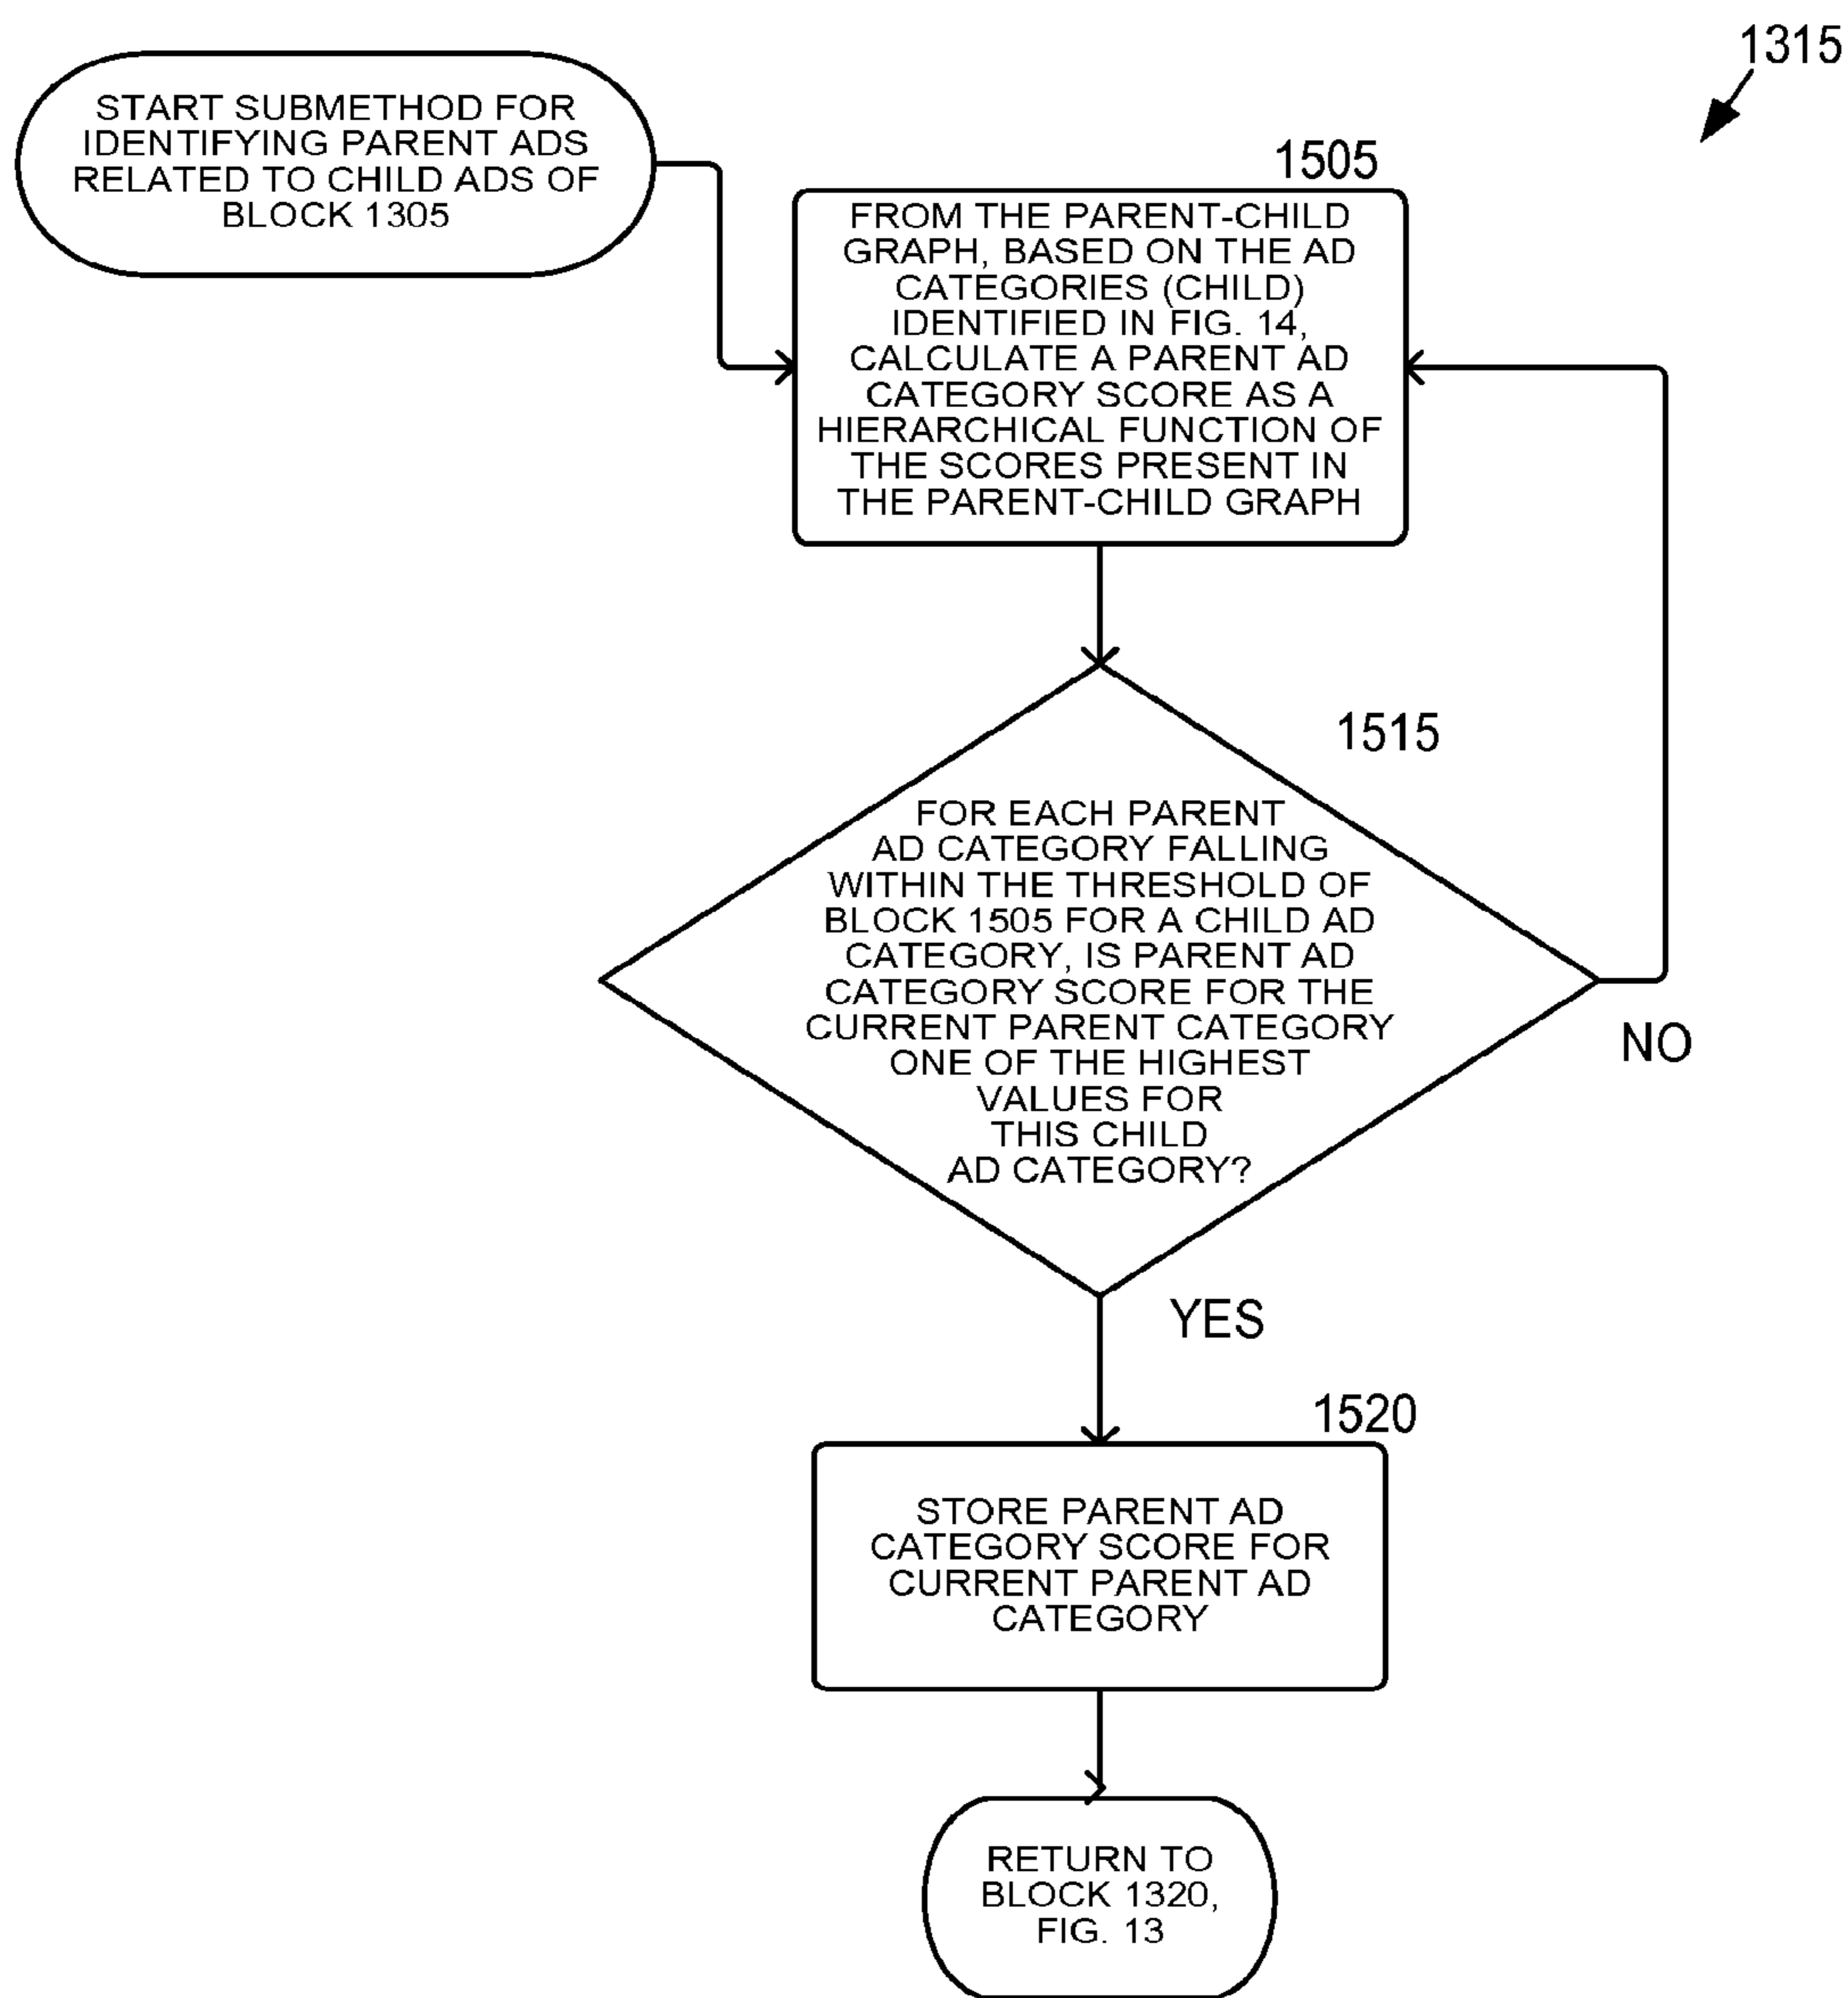 1315
START SUBMETHOD FOR
IDENTIFYING PARENT ADS
RELATED TO CHILD ADS OF
BLOCK 1305
1505
FROM THE PARENT-CHILD
GRAPH, BASED ON THE AD
CATEGORIES (CHILD)
IDENTIFIED IN FIG. 14,
CALCULATE A PARENT AD
CATEGORY SCORE AS A
HIERARCHICAL FUNCTION OF
THE SCORES PRESENT IN
THE PARENT-CHILD GRAPH
1515
FOR EACH PARENT
AD CATEGORY FALLING
WITHIN THE THRESHOLD OF
BLOCK 1505 FOR A CHILD AD
CATEGORY, IS PARENT AD
CATEGORY SCORE FOR THE
CURRENT PARENT CATEGORY
ONE OF THE HIGHEST
VALUES FOR
THIS CHILD
AD CATEGORY?
NO
YES
1520
STORE PARENT AD
CATEGORY SCORE FOR
CURRENT PARENT AD
CATEGORY
RETURN TO
BLOCK 1320,
FIG. 13